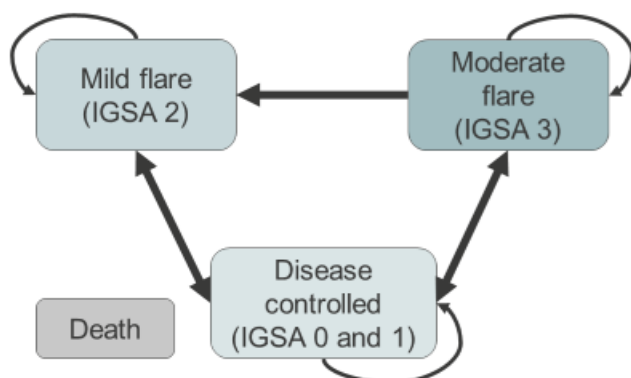 Mild flare
(IGSA 2)
Moderate
flare
(IGSA 3)
Disease
controlled
(IGSA 0 and 1)
Death